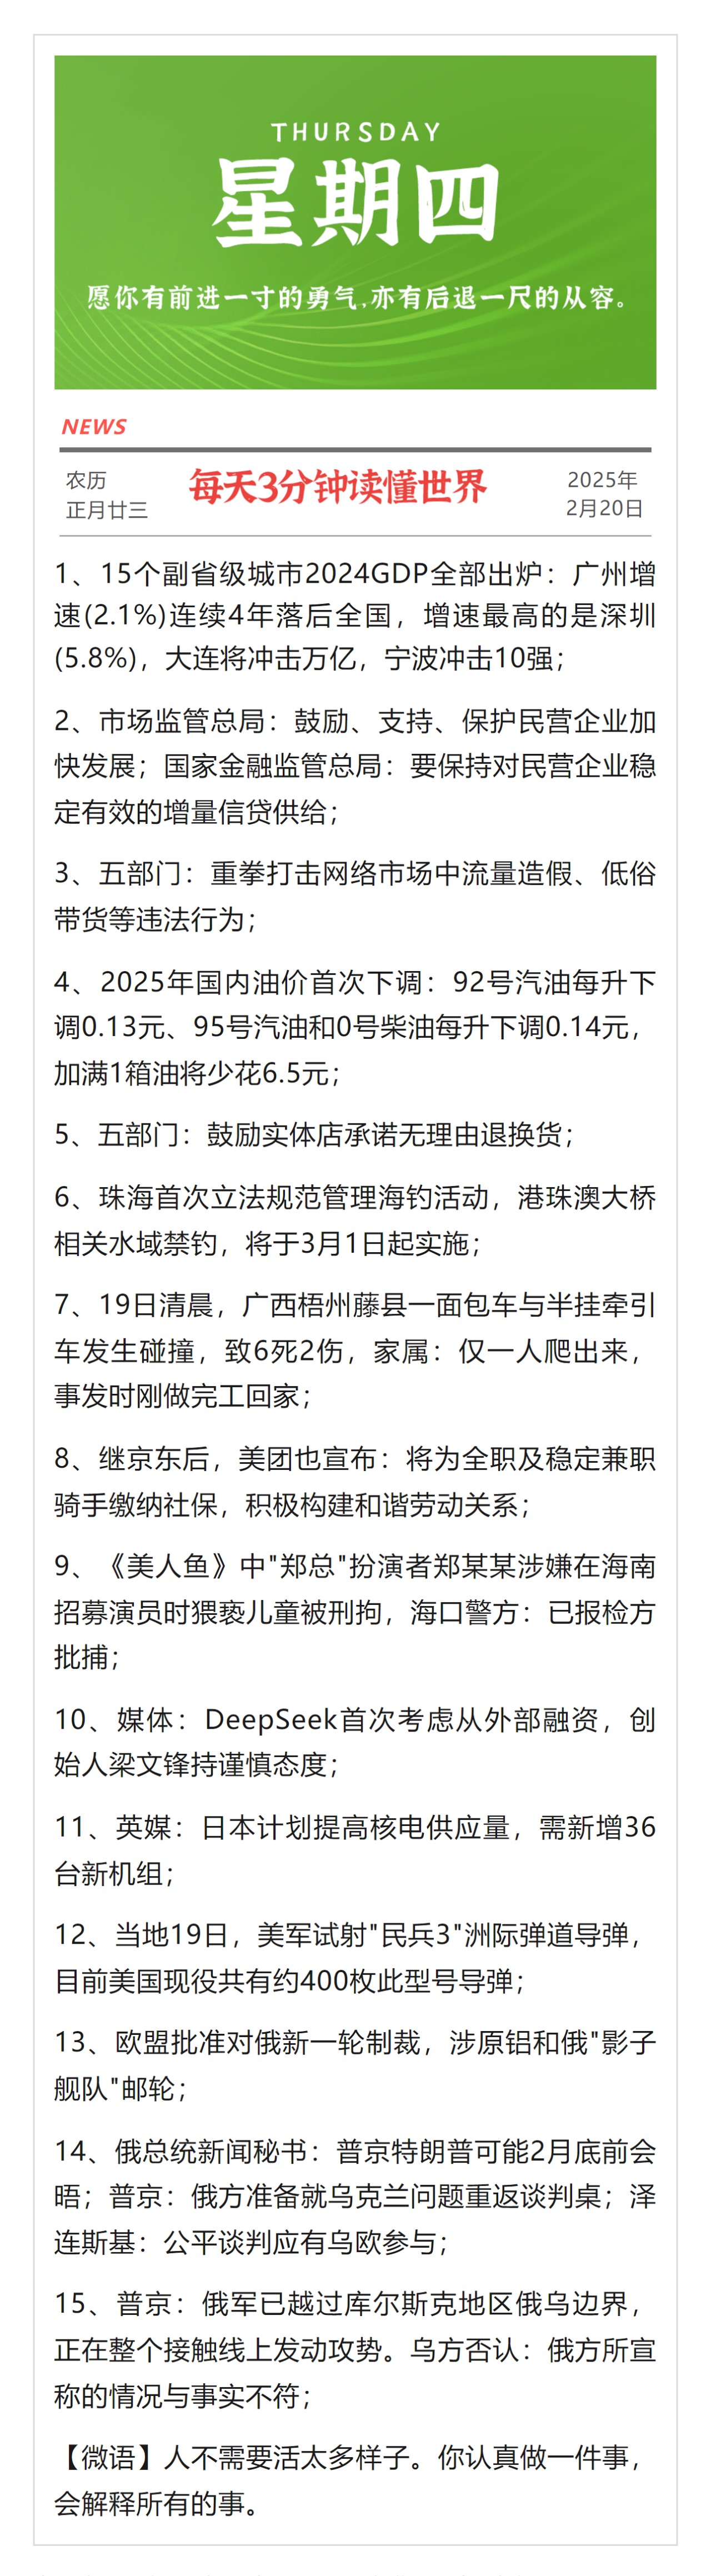 THURSDAY
星期四
愿你有前进一寸的勇气,亦有后退一尺的从容。
NEWS
农历
正月廿三
每天3分钟读懂世界
2025年
2月20日
1、15个副省级城市2024GDP全部出炉：广州增
速(2.1%)连续4年落后全国，增速最高的是深圳
(5.8%)，大连将冲击万亿，宁波冲击10强；
2、市场监管总局：鼓励、支持、保护民营企业加
快发展；国家金融监管总局：要保持对民营企业稳
定有效的增量信贷供给；
3、五部门：重拳打击网络市场中流量造假、低俗
带货等违法行为；
4、2025年国内油价首次下调：92号汽油每升下
调0.13元、95号汽油和0号柴油每升下调0.14元，
加满1箱油将少花6.5元；
5、五部门：鼓励实体店承诺无理由退换货；
6、珠海首次立法规范管理海钓活动，港珠澳大桥
相关水域禁钓，将于3月1日起实施；
7、19日清晨，广西梧州藤县一面包车与半挂牵引
车发生碰撞，致6死2伤，家属：仅一人爬出来，
事发时刚做完工回家；
8、继京东后，美团也宣布：将为全职及稳定兼职
骑手缴纳社保，积极构建和谐劳动关系；
9、《美人鱼》中"郑总"扮演者郑某某涉嫌在海南
招募演员时猥亵儿童被刑拘，海口警方：已报检方
批捕；
10、媒体：DeepSeek首次考虑从外部融资，创
始人梁文锋持谨慎态度；
11、英媒：日本计划提高核电供应量，需新增36
台新机组；
12、当地19日，美军试射"民兵3"洲际弹道导弹，
目前美国现役共有约400枚此型号导弹；
13、欧盟批准对俄新一轮制裁，涉原铝和俄"影子
舰队"邮轮；
14、俄总统新闻秘书：普京特朗普可能2月底前会
晤；普京：俄方准备就乌克兰问题重返谈判桌；泽
连斯基：公平谈判应有乌欧参与；
15、普京：俄军已越过库尔斯克地区俄乌边界，
正在整个接触线上发动攻势。乌方否认：俄方所宣
称的情况与事实不符；
【微语】人不需要活太多样子。你认真做一件事，
会解释所有的事。